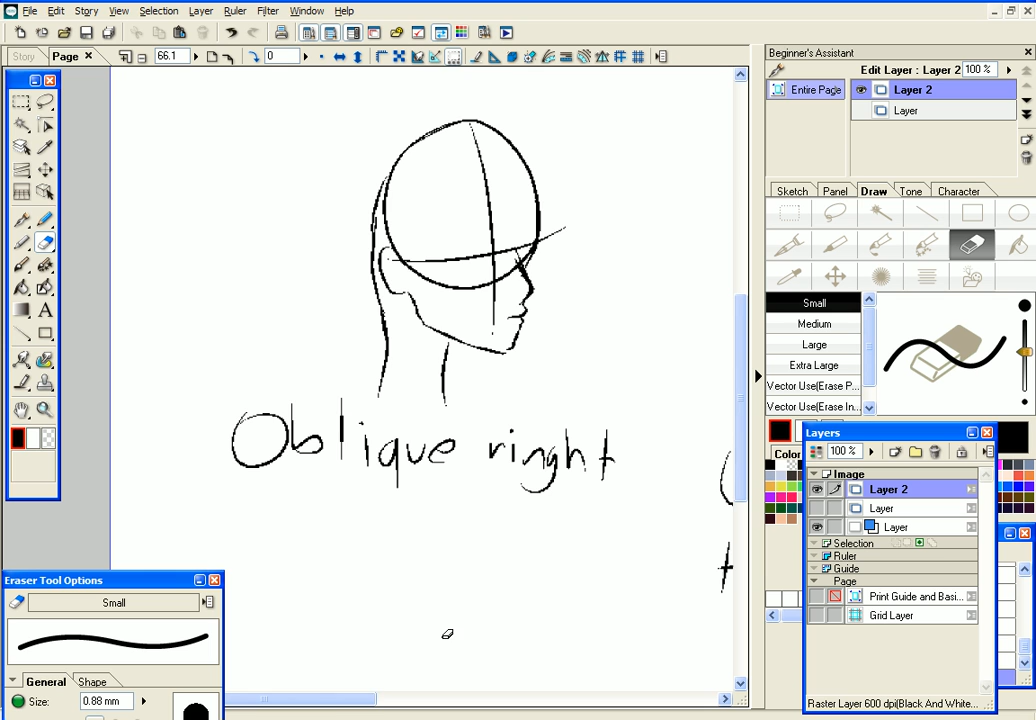 File Edit Story View Selection Layer Ruler Filter Window Help
Story Page 66.1 0
Beginner's Assistant
Edit Layer : Layer 2 100 %
Entire Page Layer 2
Layer
Sketch Panel Draw Tone Character
Small
Medium
Large
Extra Large
Vector Use(Erase P...
Vector Use(Erase In...
Oblique ringht
Layers
100 %
Image
Layer 2
Layer
Layer
Selection
Ruler
Guide
Page
Print Guide and Basi...
Grid Layer
Raster Layer 600 dpi(Black And White...
Eraser Tool Options
Small
General Shape
Size: 0.88 mm